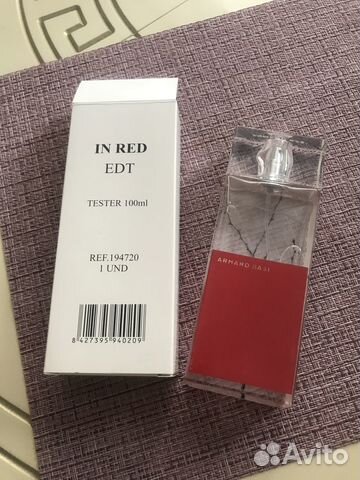 IN RED
EDT
TESTER 100ml
REF.194720
1 UND
8 427395 940209
ARMAND BASI
Avito